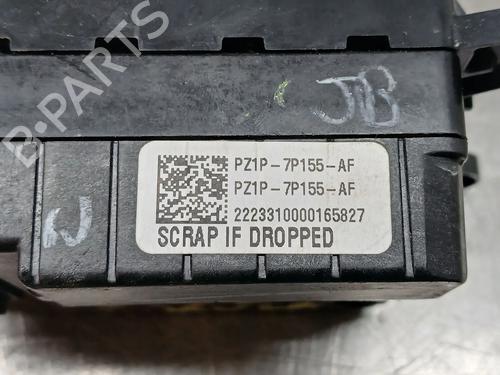 B-PARTS
JB
PZ1P-7P155-AF
PZ1P-7P155-AF
2223310000165827
SCRAP IF DROPPED